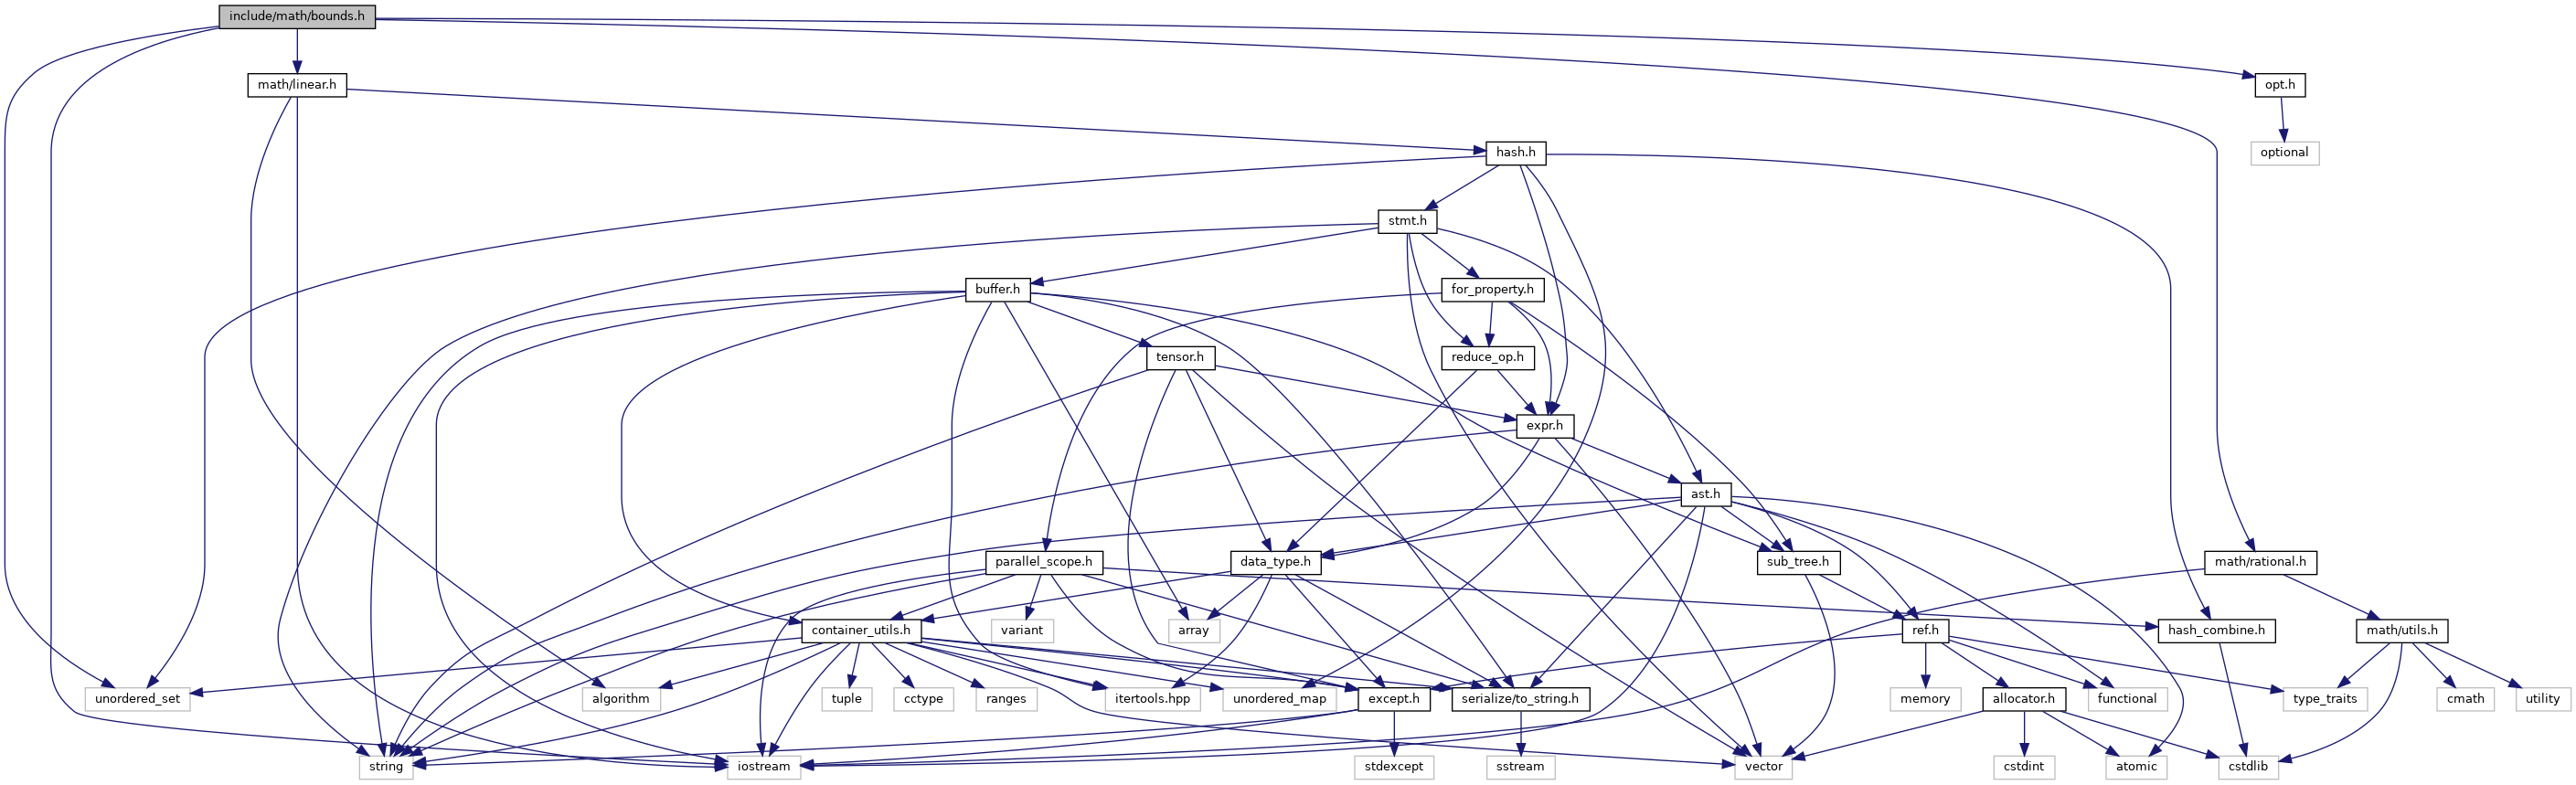 include/math/bounds.h
math/linear.h
opt.h
hash.h
optional
stmt.h
buffer.h
for_property.h
tensor.h
reduce_op.h
expr.h
ast.h
parallel_scope.h
data_type.h
sub_tree.h
math/rational.h
container_utils.h
variant
array
ref.h
hash_combine.h
math/utils.h
unordered_set
algorithm
tuple
cctype
ranges
itertools.hpp
unordered_map
except.h
serialize/to_string.h
memory
allocator.h
functional
type_traits
cmath
utility
string
iostream
stdexcept
sstream
vector
cstdint
atomic
cstdlib